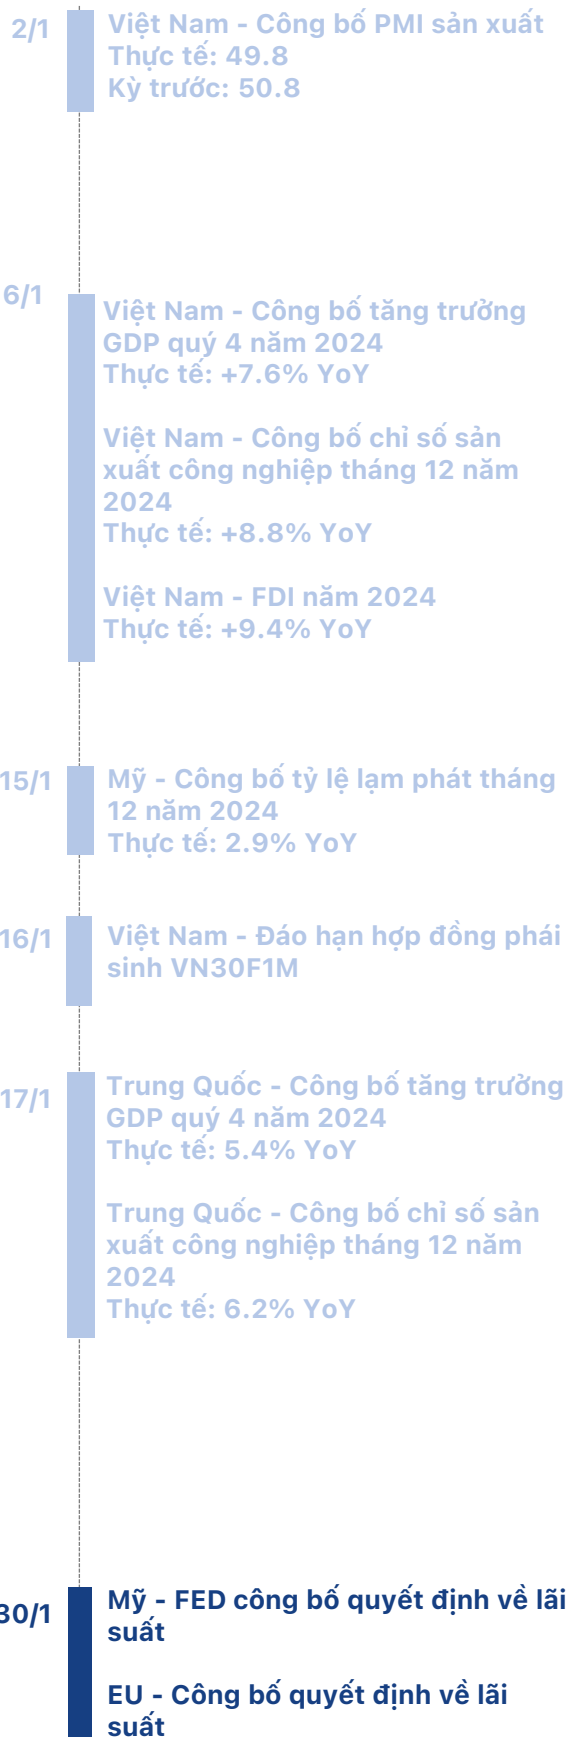 2/1
Việt Nam - Công bố PMI sản xuất
Thực tế: 49.8
Kỳ trước: 50.8
6/1
Việt Nam - Công bố tăng trưởng
GDP quý 4 năm 2024
Thực tế: +7.6% YoY
Việt Nam - Công bố chỉ số sản
xuất công nghiệp tháng 12 năm
2024
Thực tế: +8.8% YoY
Việt Nam - FDI năm 2024
Thực tế: +9.4% YoY
15/1
Mỹ - Công bố tỷ lệ lạm phát tháng
12 năm 2024
Thực tế: 2.9% YoY
16/1
Việt Nam - Đáo hạn hợp đồng phái
sinh VN30F1M
17/1
Trung Quốc - Công bố tăng trưởng
GDP quý 4 năm 2024
Thực tế: 5.4% YoY
Trung Quốc - Công bố chỉ số sản
xuất công nghiệp tháng 12 năm
2024
Thực tế: 6.2% YoY
30/1
Mỹ - FED công bố quyết định về lãi
suất
EU - Công bố quyết định về lãi
suất